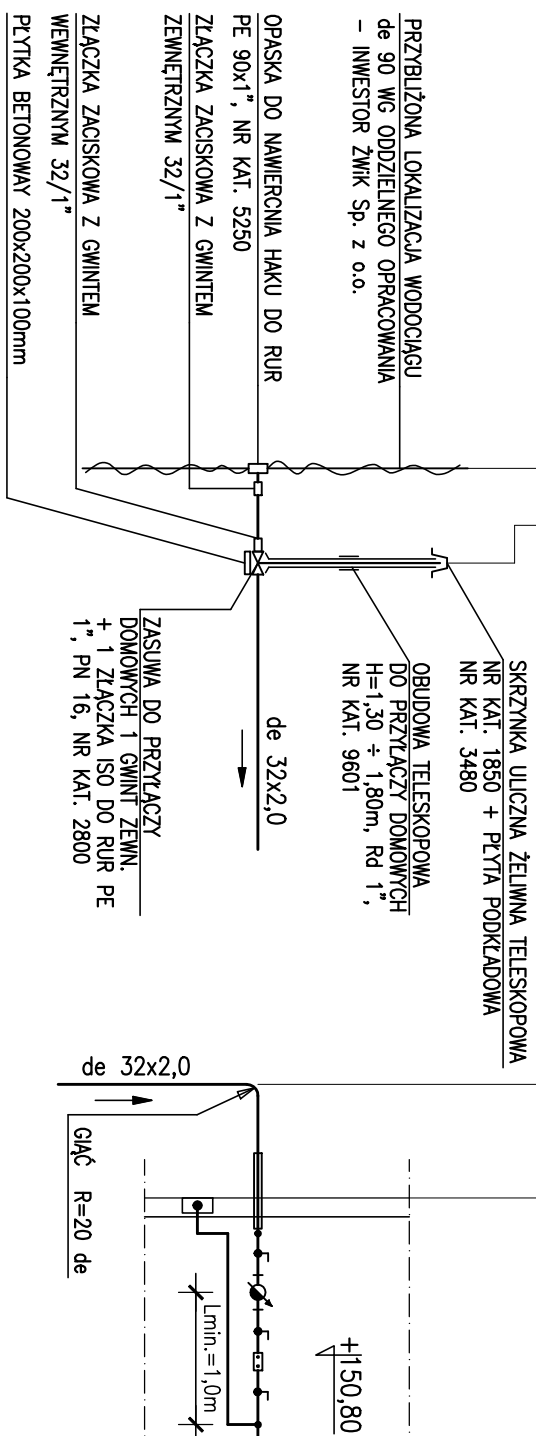 PRZYBLIŻONA LOKALIZACJA WODOCIĄGU
de 90 WG ODDZIELNEGO OPRACOWANIA
– INWESTOR ŻWiK Sp. z o.o.
OPASKA DO NAWIERCNIA HAKU DO RUR
PE 90x1", NR KAT. 5250
ZŁĄCZKA ZACISKOWA Z GWINTEM
ZEWNĘTRZNYM 32/1"
ZŁĄCZKA ZACISKOWA Z GWINTEM
WEWNĘTRZNYM 32/1"
PŁYTKA BETONOWAY 200x200x100mm
SKRZYNKA ULICZNA ŻELIWNA TELESKOPOWA
NR KAT. 1850 + PŁYTA PODKŁADOWA
NR KAT. 3480
OBUDOWA TELESKOPOWA
DO PRZYŁĄCZY DOMOWYCH
H=1,30 ÷ 1,80m, Rd 1",
NR KAT. 9601
de 32x2,0
ZASUWA DO PRZYŁĄCZY
DOMOWYCH 1 GWINT ZEWN.
+ 1 ZŁĄCZKA ISO DO RUR PE
1", PN 16, NR KAT. 2800
de 32x2,0
GIĄĆ R=20 de
+150,80
Lmin.=1,0m